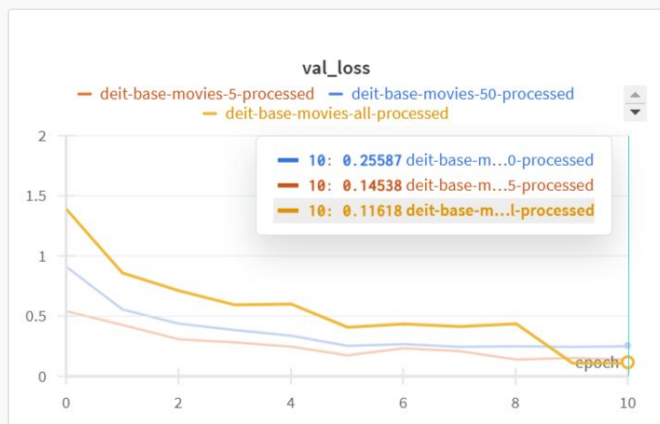 val_loss
deit-base-movies-5-processed deit-base-movies-50-processed
deit-base-movies-all-processed
2
10: 0.25587 deit-base-m...0-processed
10: 0.14538 deit-base-m...5-processed
10: 0.11618 deit-base-m...l-processed
1.5
1
0.5
epoch
0
0 2 4 6 8 10